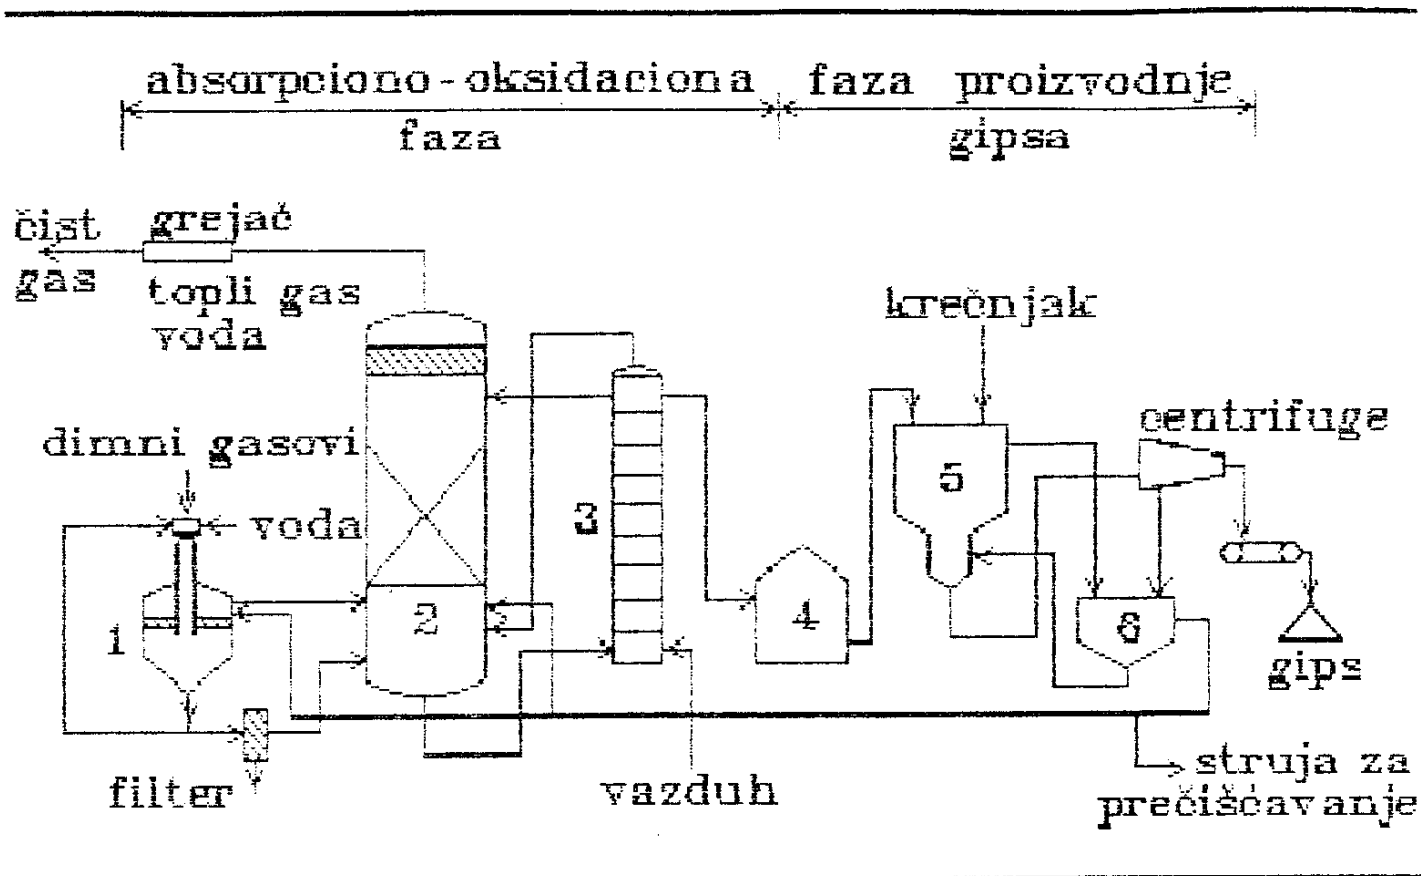 absorpciono-oksidaciona
faza
faza proizvodnje
gipsa
čist
gas
grejač
topli gas
voda
krečnjak
dimni gasovi
voda
centrifuge
1
2
3
4
5
6
gips
filter
vazduh
struja za
prečišćavanje